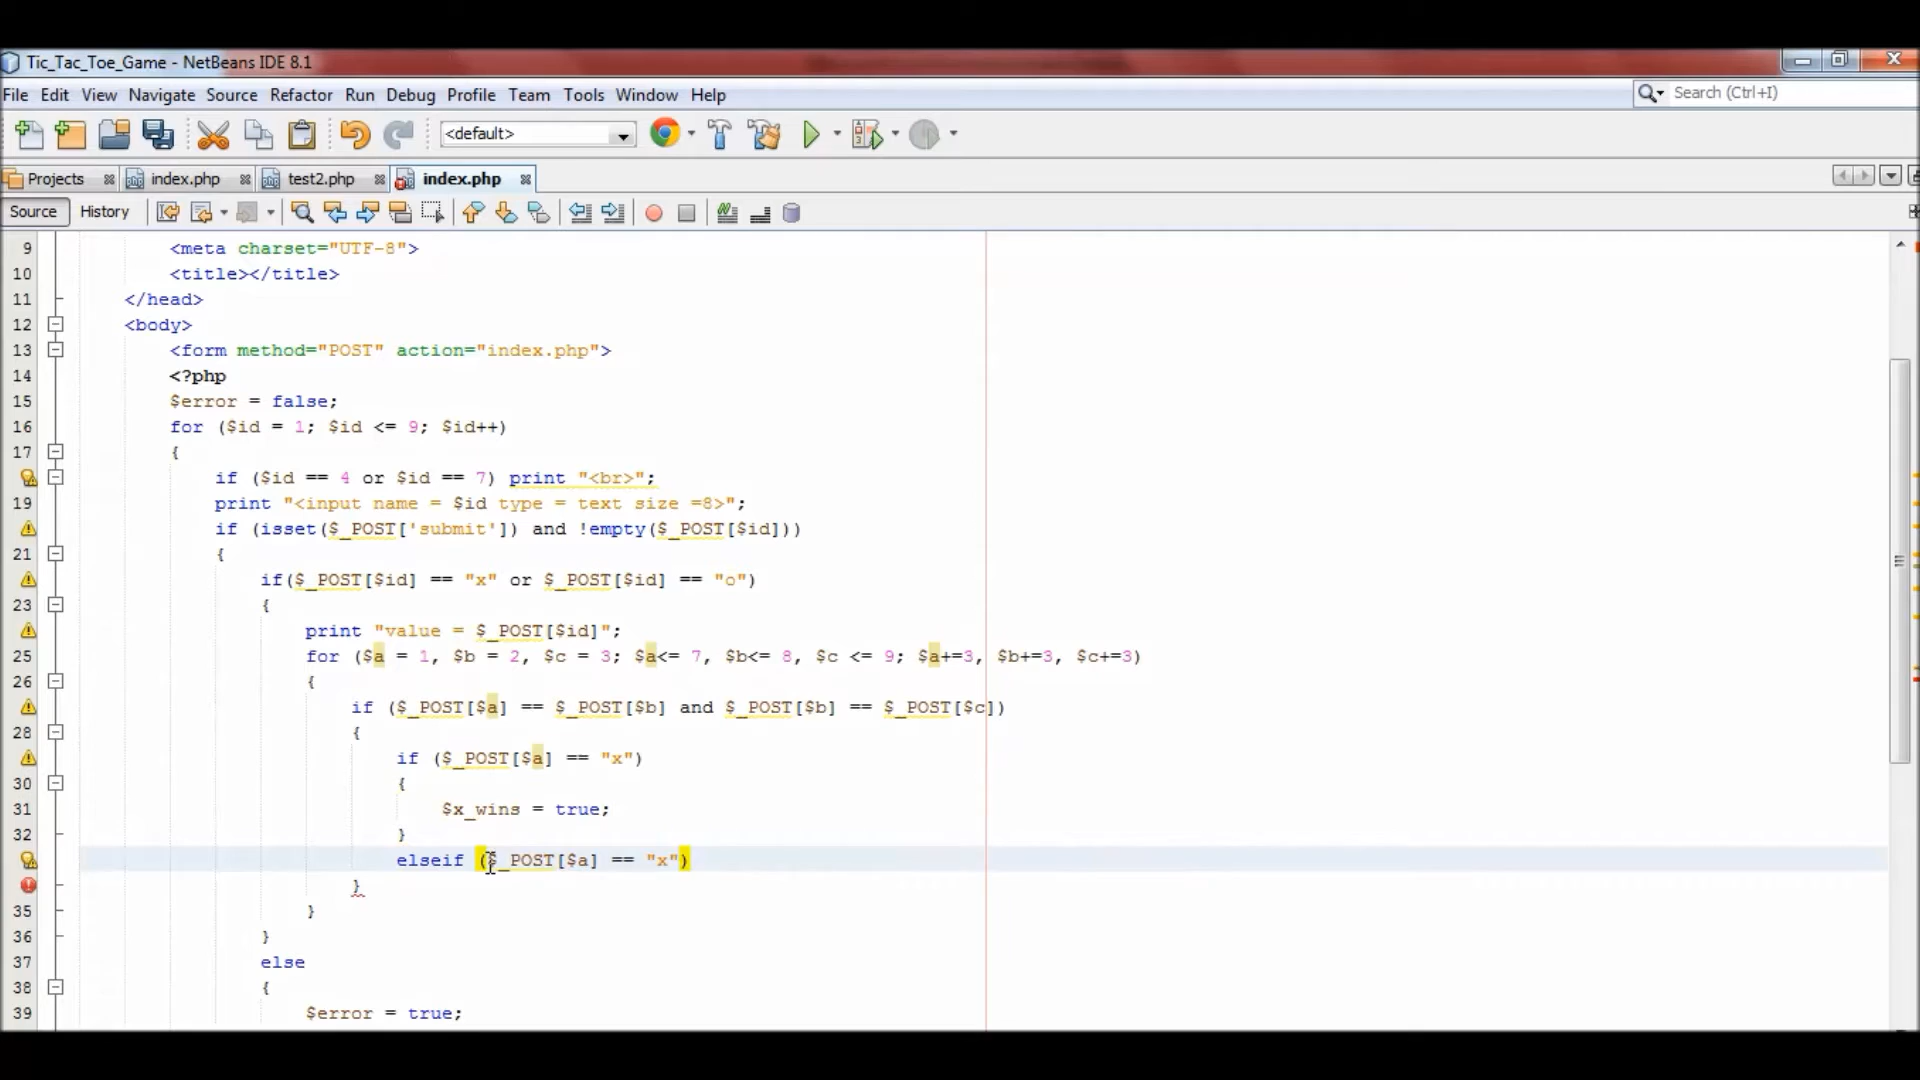 Tic_Tac_Toe_Game - NetBeans IDE 8.1
File Edit View Navigate Source Refactor Run Debug Profile Team Tools Window Help
Search (Ctrl+I)
<default>
Projects index.php test2.php index.php
Source History
9 <meta charset="UTF-8">
10 <title></title>
11 </head>
12 <body>
13 <form method="POST" action="index.php">
14 <?php
15 $error = false;
16 for ($id = 1; $id <= 9; $id++)
17 {
if ($id == 4 or $id == 7) print "<br>";
19 print "<input name = $id type = text size =8>";
if (isset($_POST['submit']) and !empty($_POST[$id]))
21 {
if($_POST[$id] == "x" or $_POST[$id] == "o")
23 {
print "value = $_POST[$id]";
25 for ($a = 1, $b = 2, $c = 3; $a<= 7, $b<= 8, $c <= 9; $a+=3, $b+=3, $c+=3)
26 {
if ($_POST[$a] == $_POST[$b] and $_POST[$b] == $_POST[$c])
28 {
if ($_POST[$a] == "x")
30 {
31 $x_wins = true;
32 }
elseif ($_POST[$a] == "x")
}
35 }
36 }
37 else
38 {
39 $error = true;